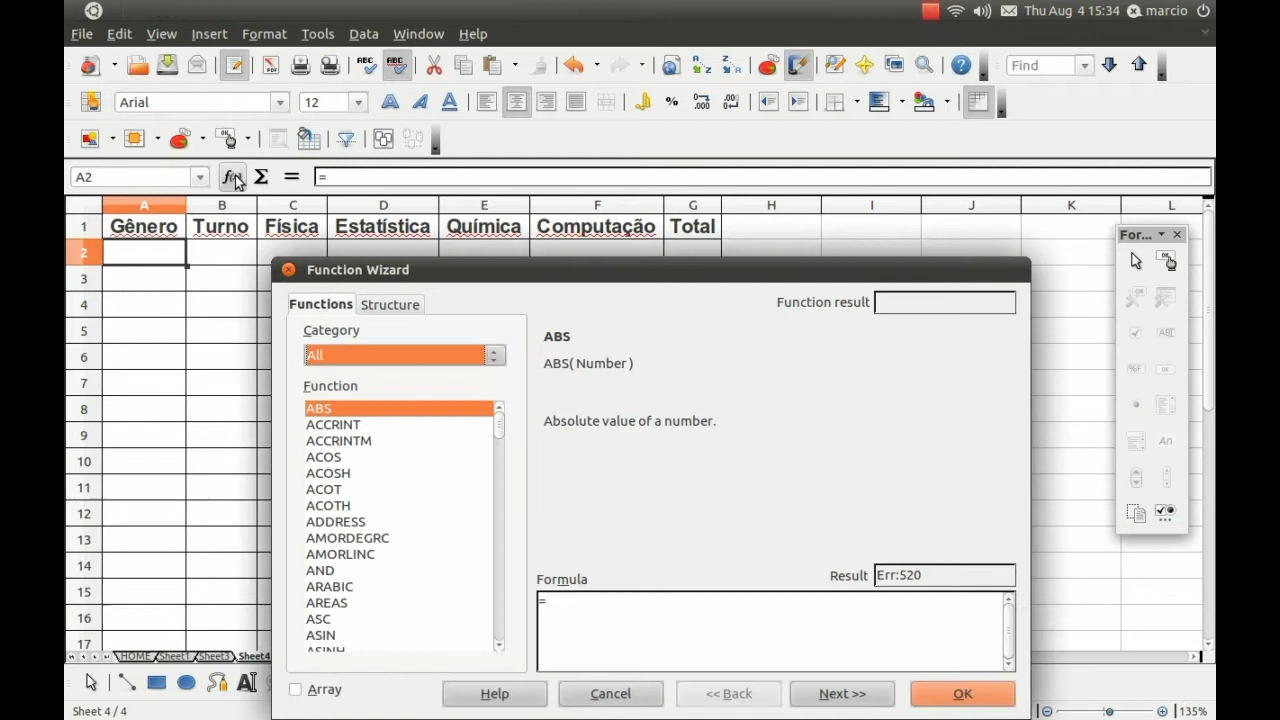 Thu Aug 4 15:34 marcio
File Edit View Insert Format Tools Data Window Help
ABC ABC Find
Arial 12 %
A2 f(x) Σ = =
A B C D E F G H I J K L
1 Gênero Turno Física Estatística Química Computação Total
For...
2
Function Wizard
3
Functions Structure Function result
4
Category
ABS
5
All
ABS( Number )
6
Function
7
ABS
8
ACCRINT
Absolute value of a number.
9
ACCRINTM
ACOS
10
ACOSH
11
ACOT
ACOTH
12
ADDRESS
13
AMORDEGRC
AMORLINC
14
AND
Formula Result Err:520
ARABIC
15
AREAS
=
16
ASC
ASIN
17
ASINH
HOME Sheet1 Sheet3 Sheet4
Array Help Cancel << Back Next >> OK
Sheet 4 / 4 135%